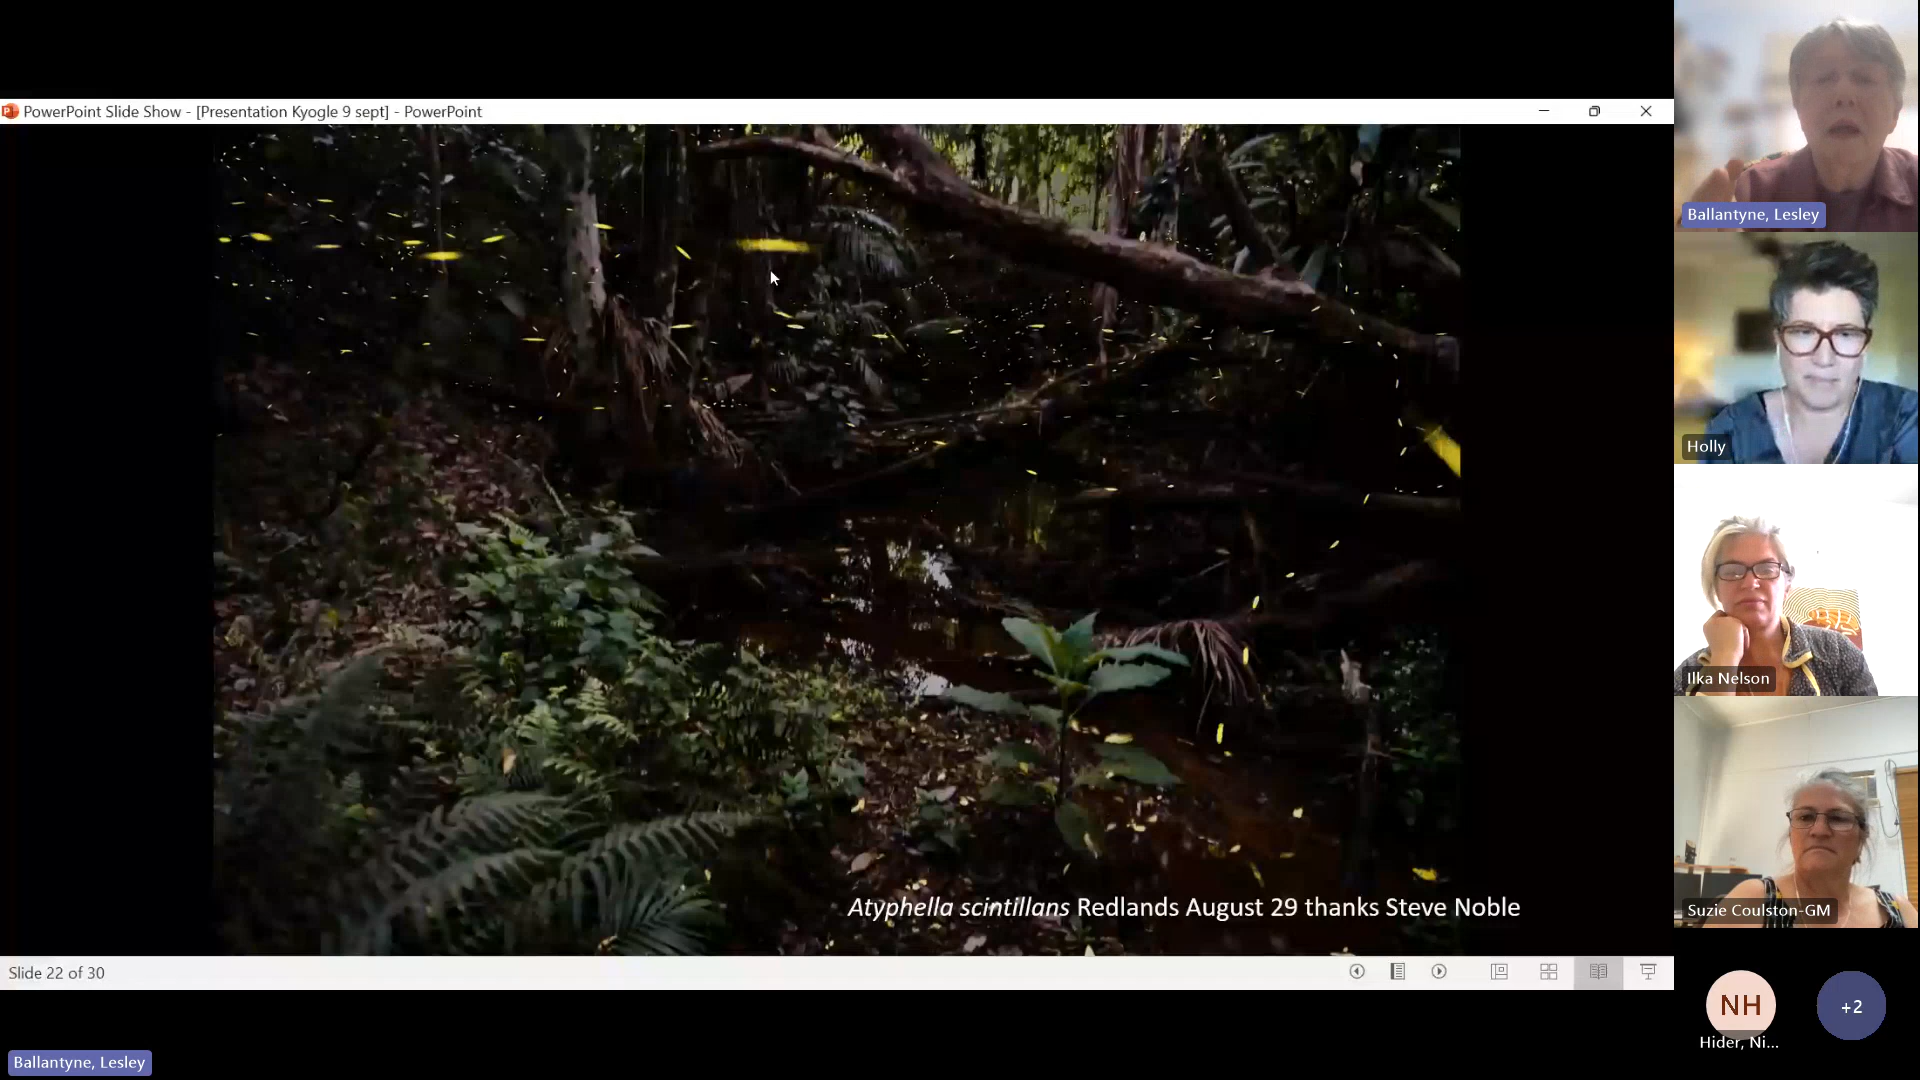 PowerPoint Slide Show - [Presentation Kyogle 9 sept] - PowerPoint
Ballantyne, Lesley
Holly
Ilka Nelson
Suzie Coulston-GM
Atyphella scintillans Redlands August 29 thanks Steve Noble
Slide 22 of 30
NH
+2
Hider, Ni...
Ballantyne, Lesley